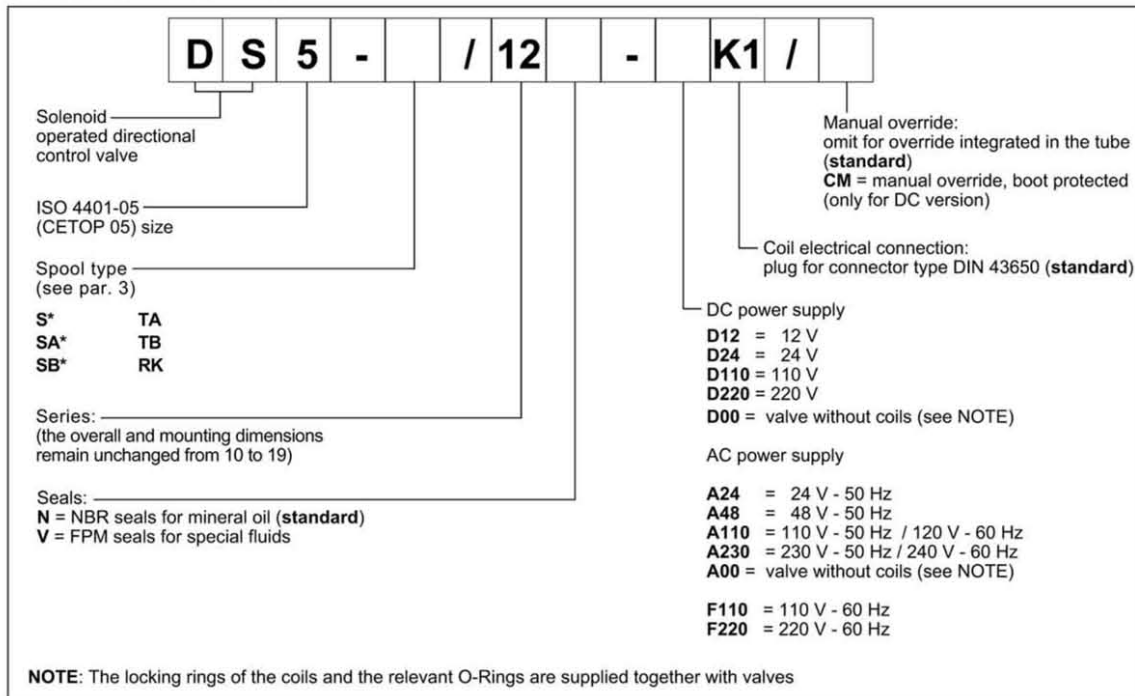 D S 5 - / 12 - K1 /
Solenoid
operated directional
control valve
ISO 4401-05
(CETOP 05) size
Spool type
(see par. 3)
S* TA
SA* TB
SB* RK
Series:
(the overall and mounting dimensions
remain unchanged from 10 to 19)
Seals:
N = NBR seals for mineral oil (standard)
V = FPM seals for special fluids
Manual override:
omit for override integrated in the tube
(standard)
CM = manual override, boot protected
(only for DC version)
Coil electrical connection:
plug for connector type DIN 43650 (standard)
DC power supply
D12 = 12 V
D24 = 24 V
D110 = 110 V
D220 = 220 V
D00 = valve without coils (see NOTE)
AC power supply
A24 = 24 V - 50 Hz
A48 = 48 V - 50 Hz
A110 = 110 V - 50 Hz / 120 V - 60 Hz
A230 = 230 V - 50 Hz / 240 V - 60 Hz
A00 = valve without coils (see NOTE)
F110 = 110 V - 60 Hz
F220 = 220 V - 60 Hz
NOTE: The locking rings of the coils and the relevant O-Rings are supplied together with valves